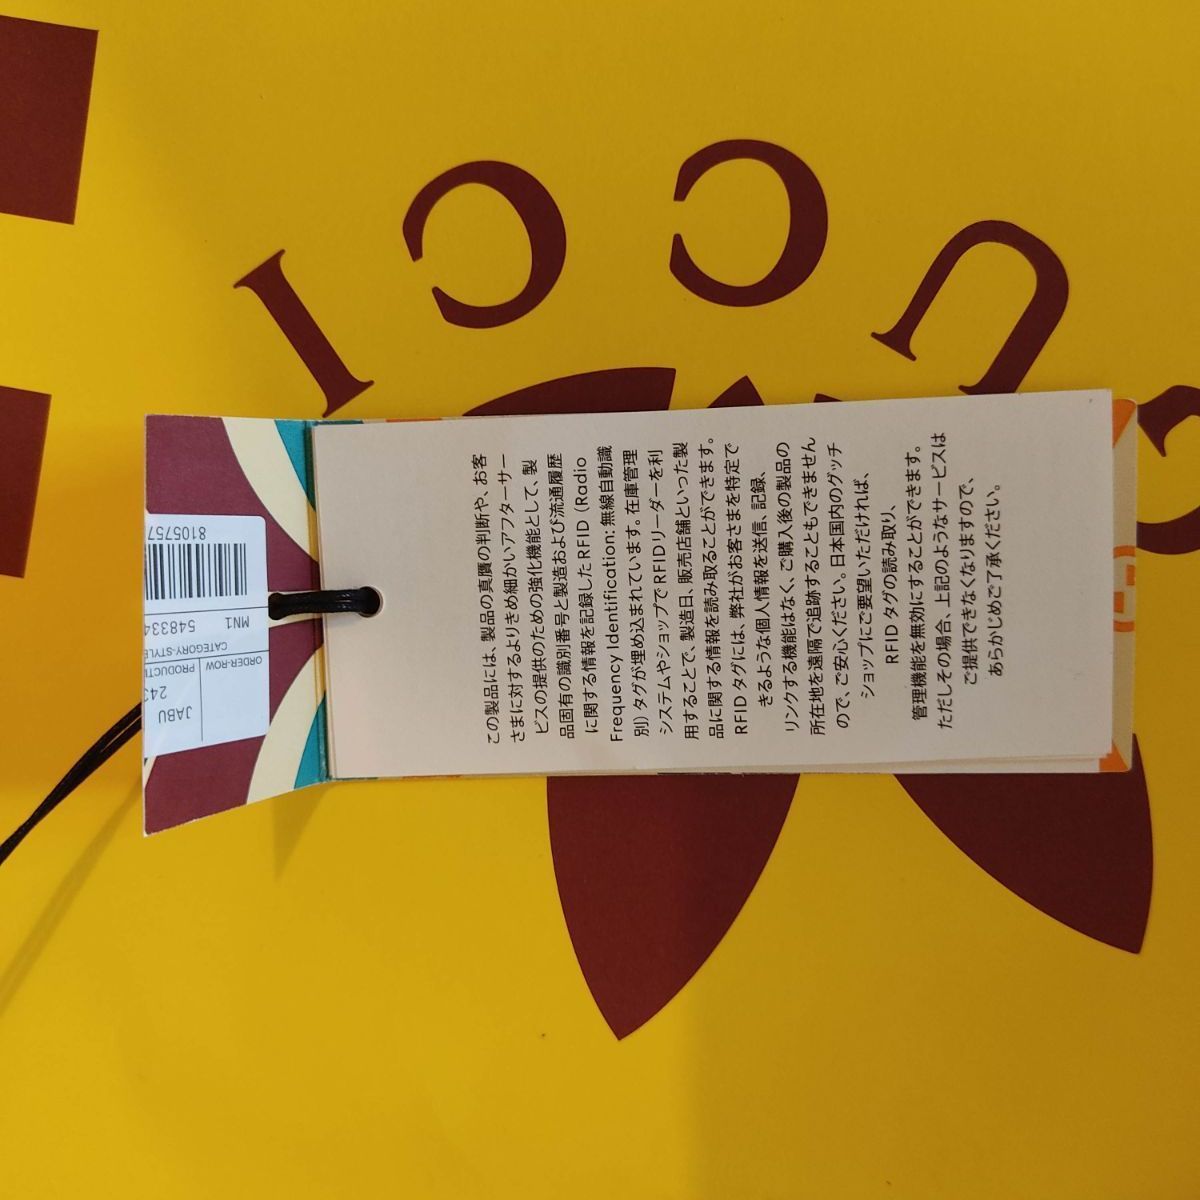 GUCCI
この製品には、製品の真贋の判断や、お客
さまに対するよりきめ細かいアフターサー
ビスの提供のための強化機能として、製
品固有の識別番号と製造および流通履歴
に関する情報を記録したRFID (Radio
Frequency Identification: 無線自動識
別) タグが埋め込まれています。在庫管理
システムやショップでRFIDリーダーを利
用することで、製造日、販売店舗といった製
品に関する情報を読み取ることができます。
RFIDタグには、弊社がお客さまを特定で
きるような個人情報を送信、記録、
リンクする機能はなく、ご購入後の製品の
所在地を遠隔で追跡することもできません
ので、ご安心ください。日本国内のグッチ
ショップにご要望いただければ、
RFIDタグの読み取り、
管理機能を無効にすることができます。
ただしその場合、上記のようなサービスは
ご提供できなくなりますので、
あらかじめご了承ください。
JABU
ORDER-ROW
CATEGORY-STYLE
MN1